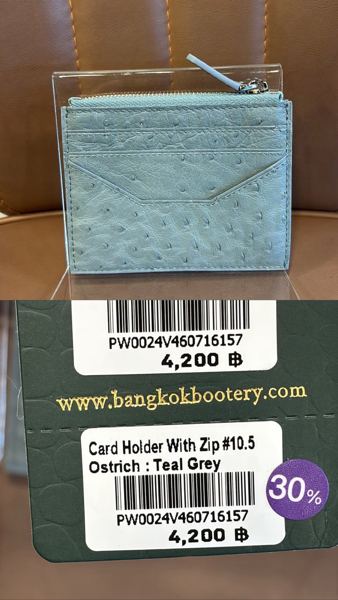 PW0024V460716157
4,200 ฿
www.bangkokbootery.com
Card Holder With Zip #10.5
Ostrich : Teal Grey
30%
PW0024V460716157
4,200 ฿